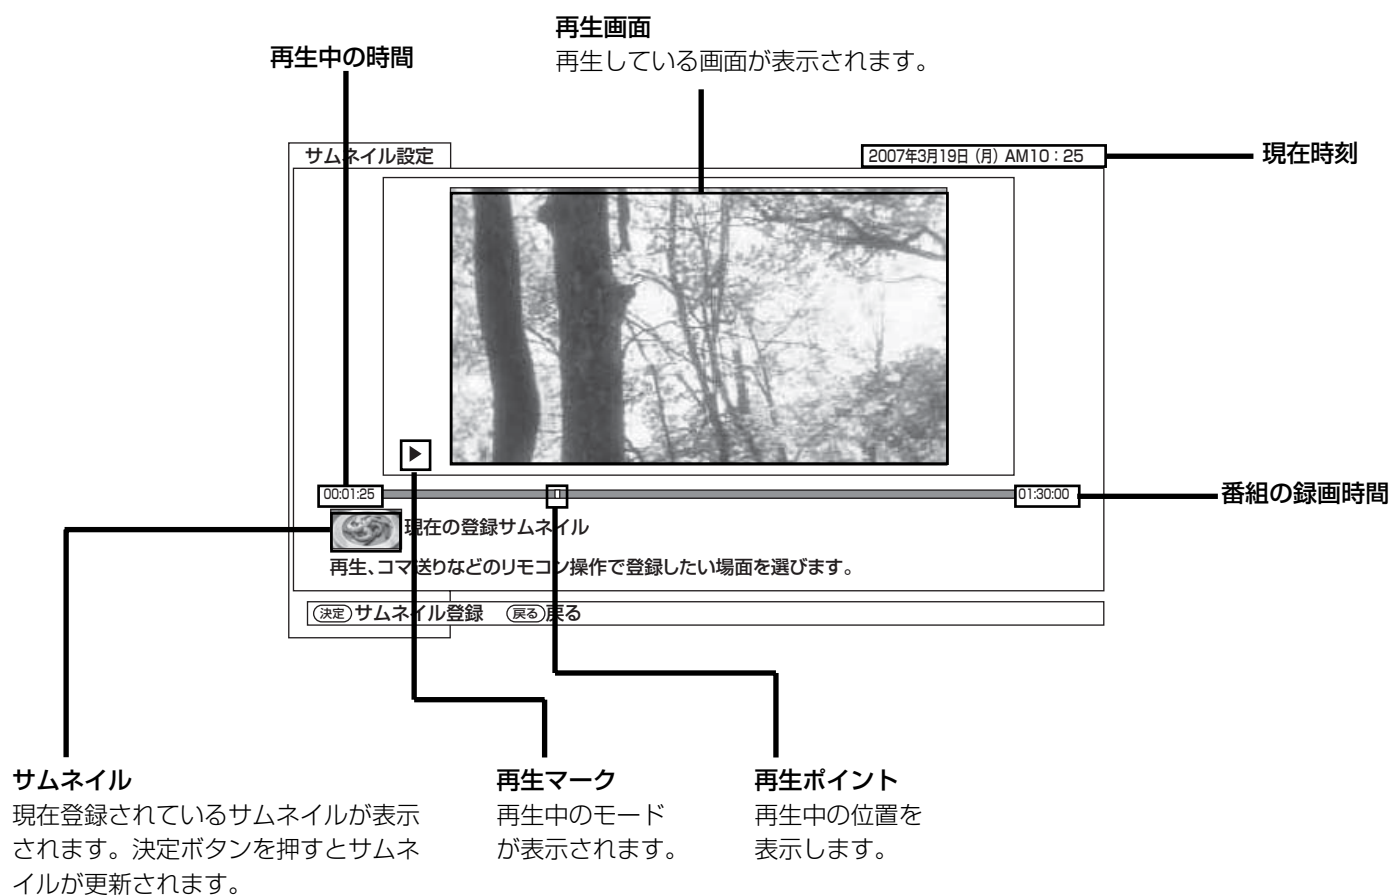 再生画面
再生している画面が表示されます。
再生中の時間
現在時刻
サムネイル設定
2007年3月19日（月）AM10：25
00:01:25
01:30:00
番組の録画時間
現在の登録サムネイル
再生、コマ送りなどのリモコン操作で登録したい場面を選びます。
決定 サムネイル登録 戻る 戻る
サムネイル
現在登録されているサムネイルが表示
されます。決定ボタンを押すとサムネ
イルが更新されます。
再生マーク
再生中のモード
が表示されます。
再生ポイント
再生中の位置を
表示します。